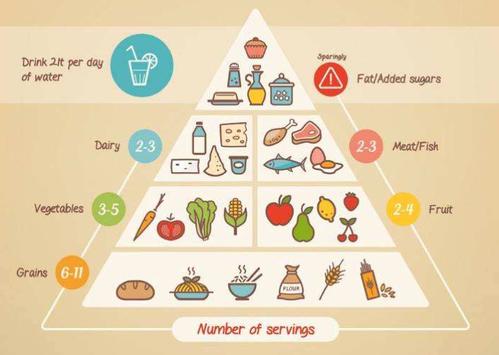 Drink 2lt per day
of water
Sparingly
Fat/Added sugars
Dairy
2-3
2-3
Meat/Fish
Vegetables
3-5
2-4
Fruit
Grains
6-11
FLOUR
Number of servings